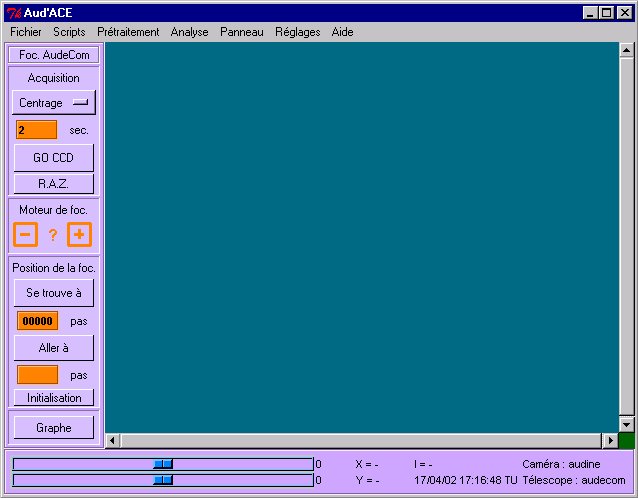 Aud'ACE
Fichier Scripts Prétraitement Analyse Panneau Réglages Aide
Foc. AudeCom
Acquisition
Centrage
2 sec.
GO CCD
R.A.Z.
Moteur de foc.
− ? +
Position de la foc.
Se trouve à
00000 pas
Aller à
pas
Initialisation
Graphe
0 X = - I = - Caméra : audine
0 Y = - 17/04/02 17:16:48 TU Télescope : audecom